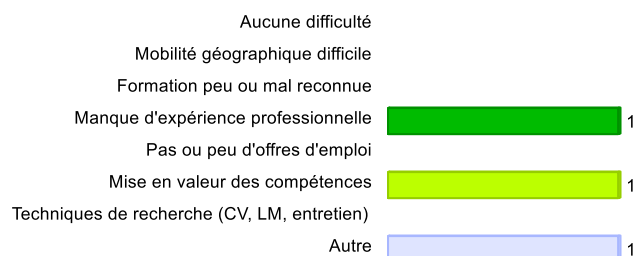 Aucune difficulté
Mobilité géographique difficile
Formation peu ou mal reconnue
Manque d'expérience professionnelle 1
Pas ou peu d'offres d'emploi
Mise en valeur des compétences 1
Techniques de recherche (CV, LM, entretien)
Autre 1